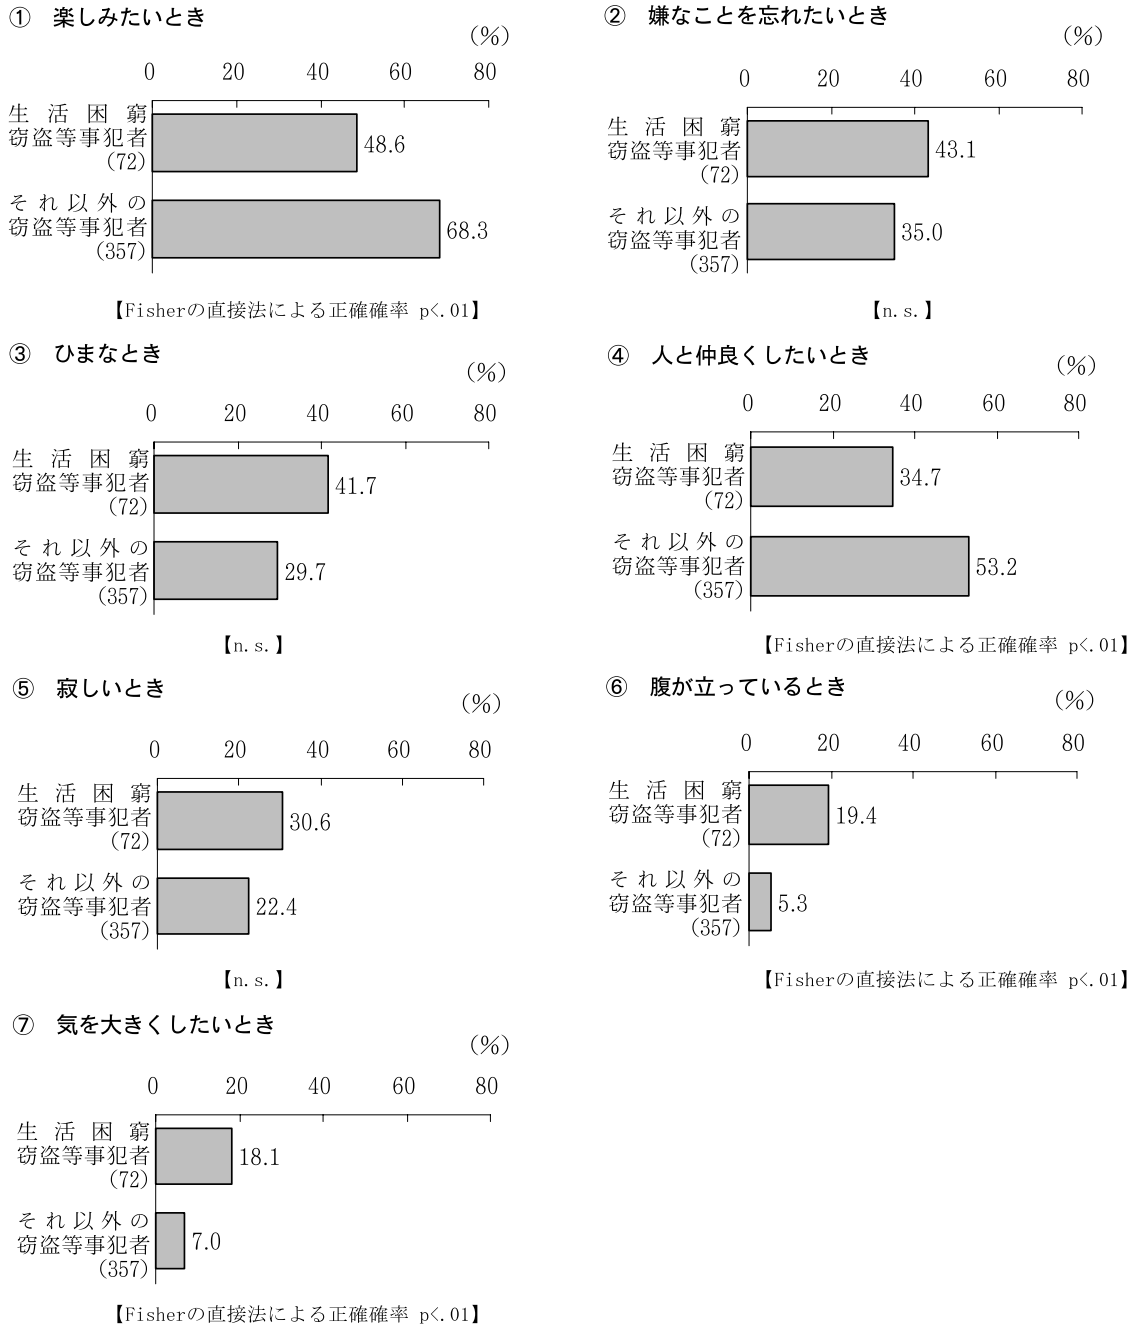 ① 楽しみたいとき
(%)
0 20 40 60 80
生活困窮
窃盗等事犯者
(72)
48.6
それ以外の
窃盗等事犯者
(357)
68.3
【Fisherの直接法による正確確率 p<.01】
② 嫌なことを忘れたいとき
(%)
0 20 40 60 80
生活困窮
窃盗等事犯者
(72)
43.1
それ以外の
窃盗等事犯者
(357)
35.0
【n.s.】
③ ひまなとき
(%)
0 20 40 60 80
生活困窮
窃盗等事犯者
(72)
41.7
それ以外の
窃盗等事犯者
(357)
29.7
【n.s.】
④ 人と仲良くしたいとき
(%)
0 20 40 60 80
生活困窮
窃盗等事犯者
(72)
34.7
それ以外の
窃盗等事犯者
(357)
53.2
【Fisherの直接法による正確確率 p<.01】
⑤ 寂しいとき
(%)
0 20 40 60 80
生活困窮
窃盗等事犯者
(72)
30.6
それ以外の
窃盗等事犯者
(357)
22.4
【n.s.】
⑥ 腹が立っているとき
(%)
0 20 40 60 80
生活困窮
窃盗等事犯者
(72)
19.4
それ以外の
窃盗等事犯者
(357)
5.3
【Fisherの直接法による正確確率 p<.01】
⑦ 気を大きくしたいとき
(%)
0 20 40 60 80
生活困窮
窃盗等事犯者
(72)
18.1
それ以外の
窃盗等事犯者
(357)
7.0
【Fisherの直接法による正確確率 p<.01】